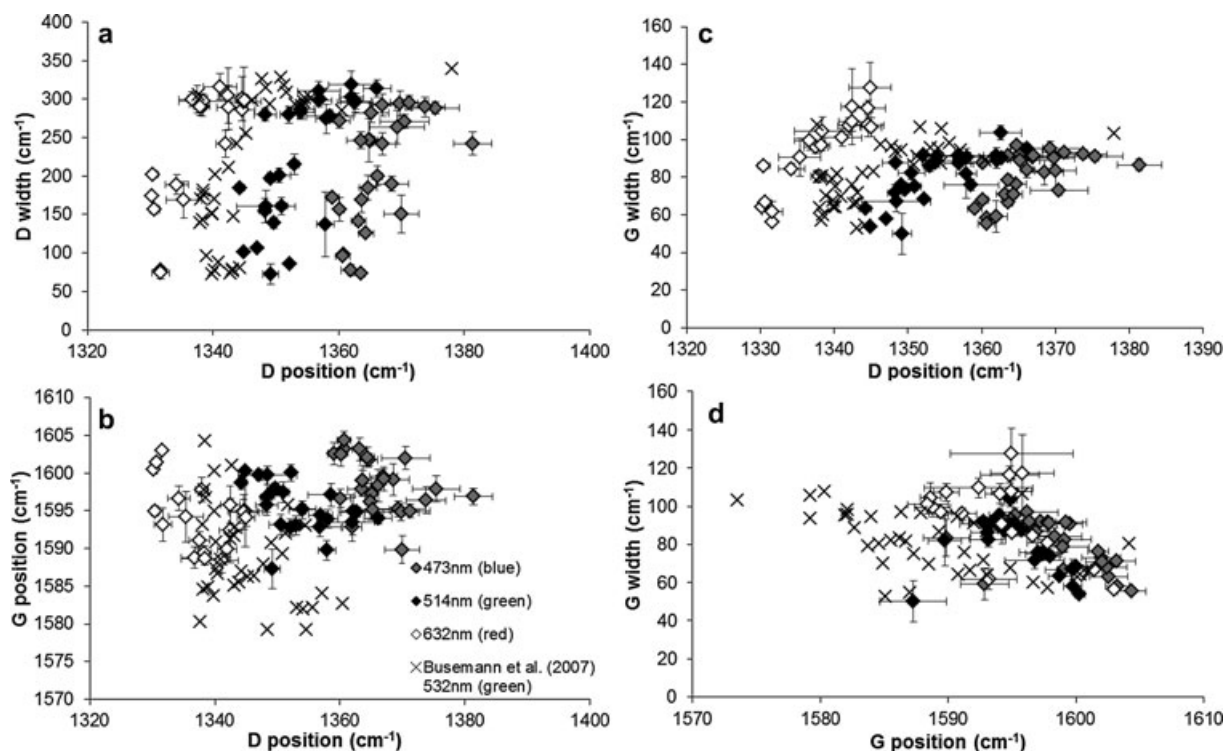 a
D width (cm-1)
400
350
300
250
200
150
100
50
0
1320 1340 1360 1380 1400
D position (cm-1)
c
G width (cm-1)
160
140
120
100
80
60
40
20
0
1320 1330 1340 1350 1360 1370 1380 1390
D position (cm-1)
b
G position (cm-1)
1610
1605
1600
1595
1590
1585
1580
1575
1570
1320 1340 1360 1380 1400
D position (cm-1)
473nm (blue)
514nm (green)
632nm (red)
Busemann et al. (2007)
532nm (green)
d
G width (cm-1)
160
140
120
100
80
60
40
20
0
1570 1580 1590 1600 1610
G position (cm-1)